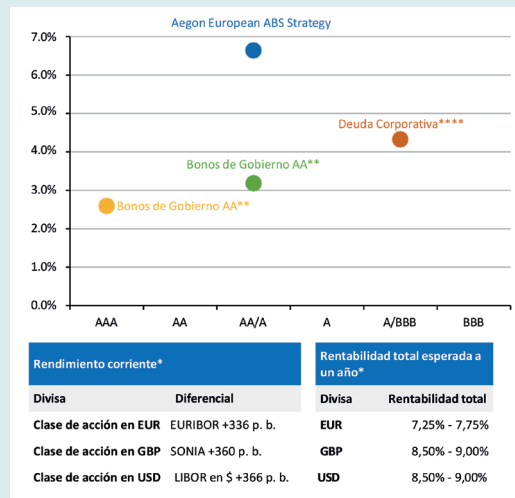 Aegon European ABS Strategy
7.0%
6.0%
5.0%
Deuda Corporativa****
4.0%
Bonos de Gobierno AA**
3.0%
Bonos de Gobierno AA**
2.0%
1.0%
0.0%
AAA AA AA/A A A/BBB BBB
Rendimiento corriente*
Divisa Diferencial
Clase de acción en EUR EURIBOR +336 p. b.
Clase de acción en GBP SONIA +360 p. b.
Clase de acción en USD LIBOR en $ +366 p. b.
Rentabilidad total esperada a
un año*
Divisa Rentabilidad total
EUR 7,25% - 7,75%
GBP 8,50% - 9,00%
USD 8,50% - 9,00%